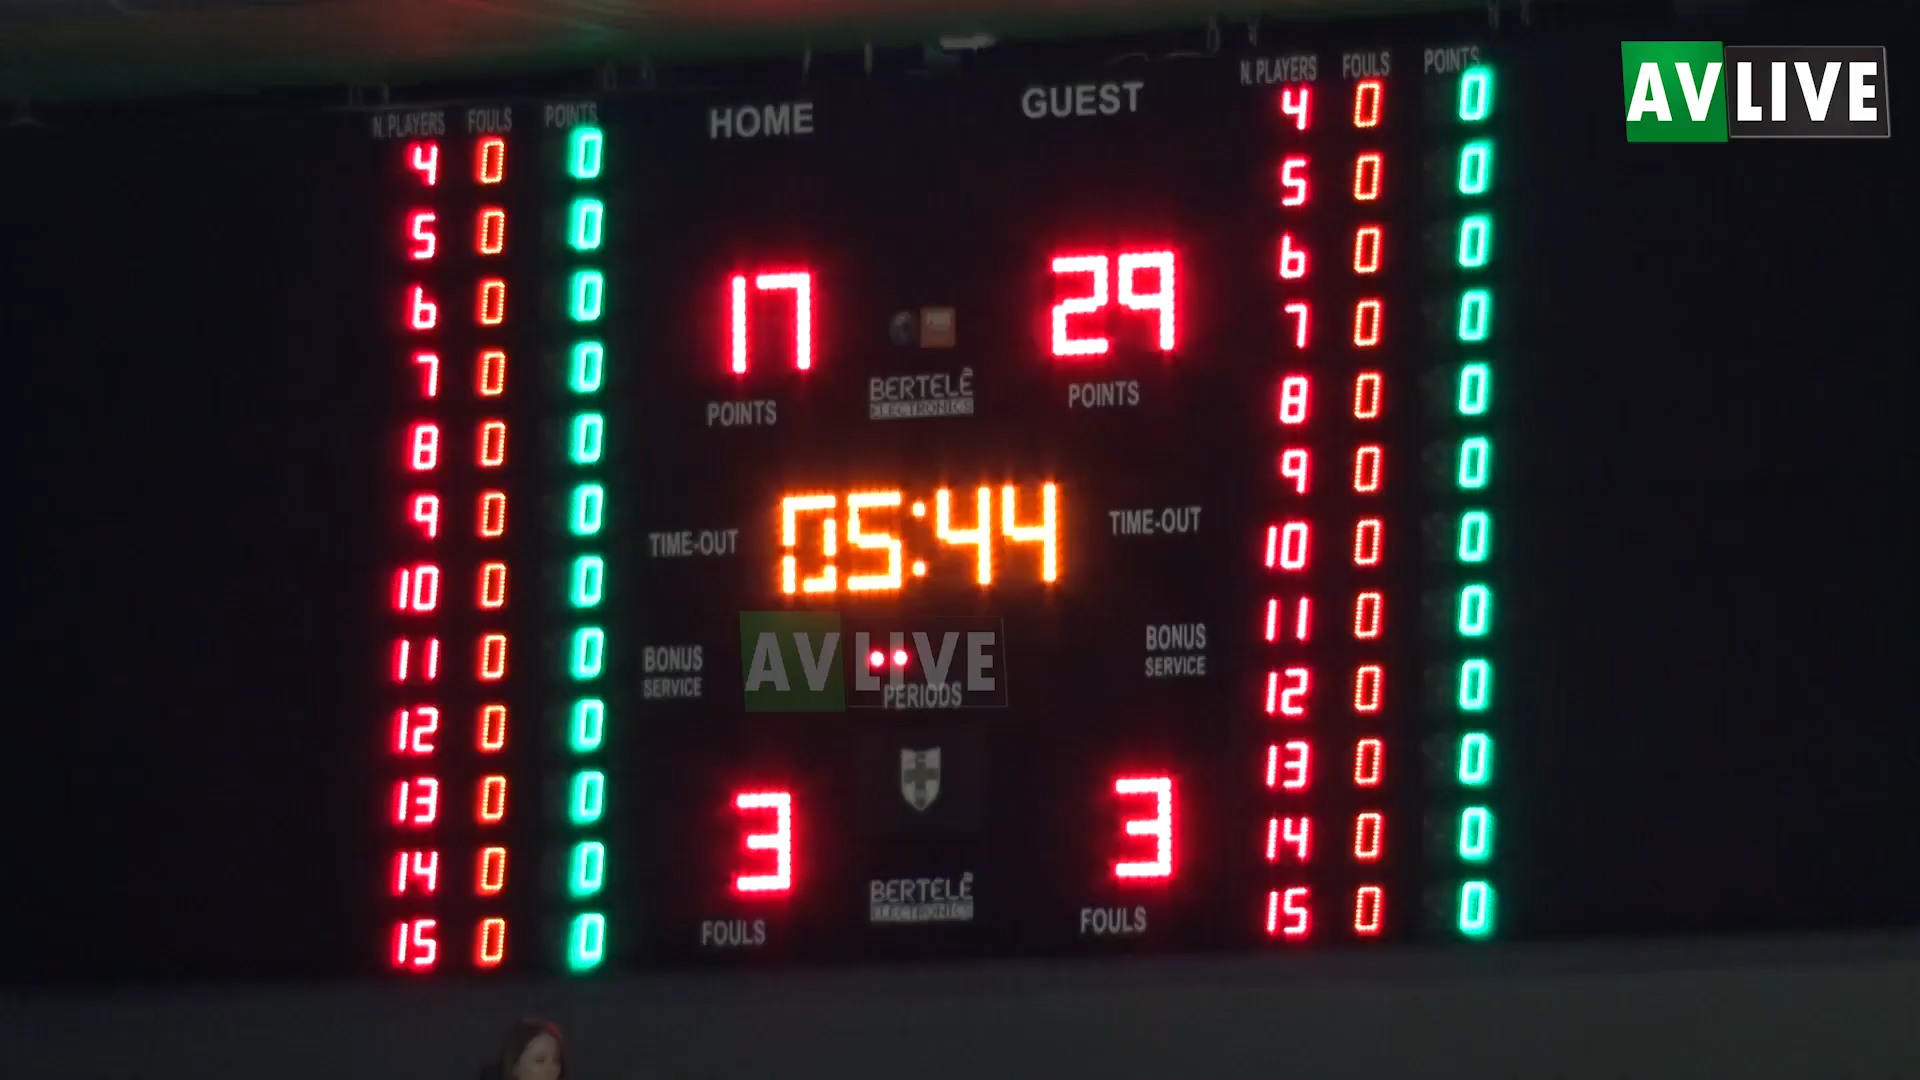 AVLIVE
N. PLAYERS FOULS POINTS
4 0 0
5 0 0
6 0 0
7 0 0
8 0 0
9 0 0
10 0 0
11 0 0
12 0 0
13 0 0
14 0 0
15 0 0
HOME
GUEST
17
29
POINTS
BERTELÈ
ELECTRONICS
POINTS
TIME-OUT
05:44
TIME-OUT
BONUS
SERVICE
AVLIVE
PERIODS
BONUS
SERVICE
3
3
FOULS
BERTELÈ
ELECTRONICS
FOULS
N. PLAYERS FOULS POINTS
4 0 0
5 0 0
6 0 0
7 0 0
8 0 0
9 0 0
10 0 0
11 0 0
12 0 0
13 0 0
14 0 0
15 0 0